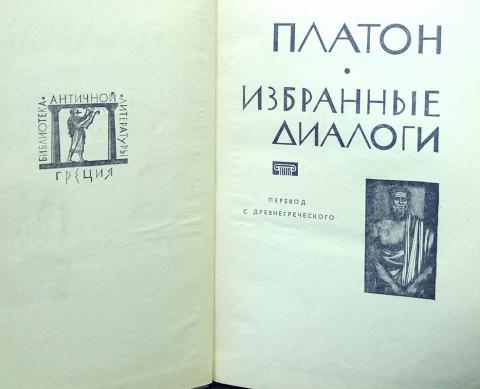 БИБЛИОТЕКА • АНТИЧНОЙ • ЛИТЕРАТУРЫ
ГРЕЦИЯ
ПЛАТОН
•
ИЗБРАННЫЕ
ДИАЛОГИ
ПЕРЕВОД
С ДРЕВНЕГРЕЧЕСКОГО